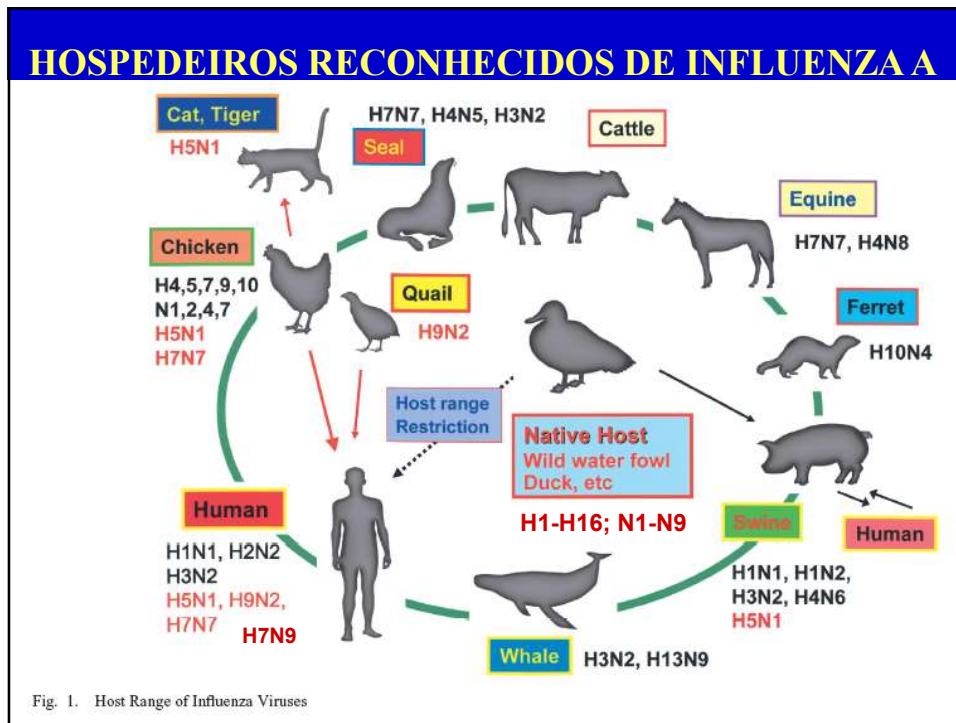 HOSPEDEIROS RECONHECIDOS DE INFLUENZA A
Cat, Tiger
H5N1
H7N7, H4N5, H3N2
Seal
Cattle
Equine
H7N7, H4N8
Chicken
H4,5,7,9,10
N1,2,4,7
H5N1
H7N7
Quail
H9N2
Ferret
H10N4
Host range
Restriction
Native Host
Wild water fowl
Duck, etc
H1-H16; N1-N9
Human
H1N1, H2N2
H3N2
H5N1, H9N2,
H7N7
H7N9
Swine
Human
H1N1, H1N2,
H3N2, H4N6
H5N1
Whale
H3N2, H13N9
Fig. 1. Host Range of Influenza Viruses